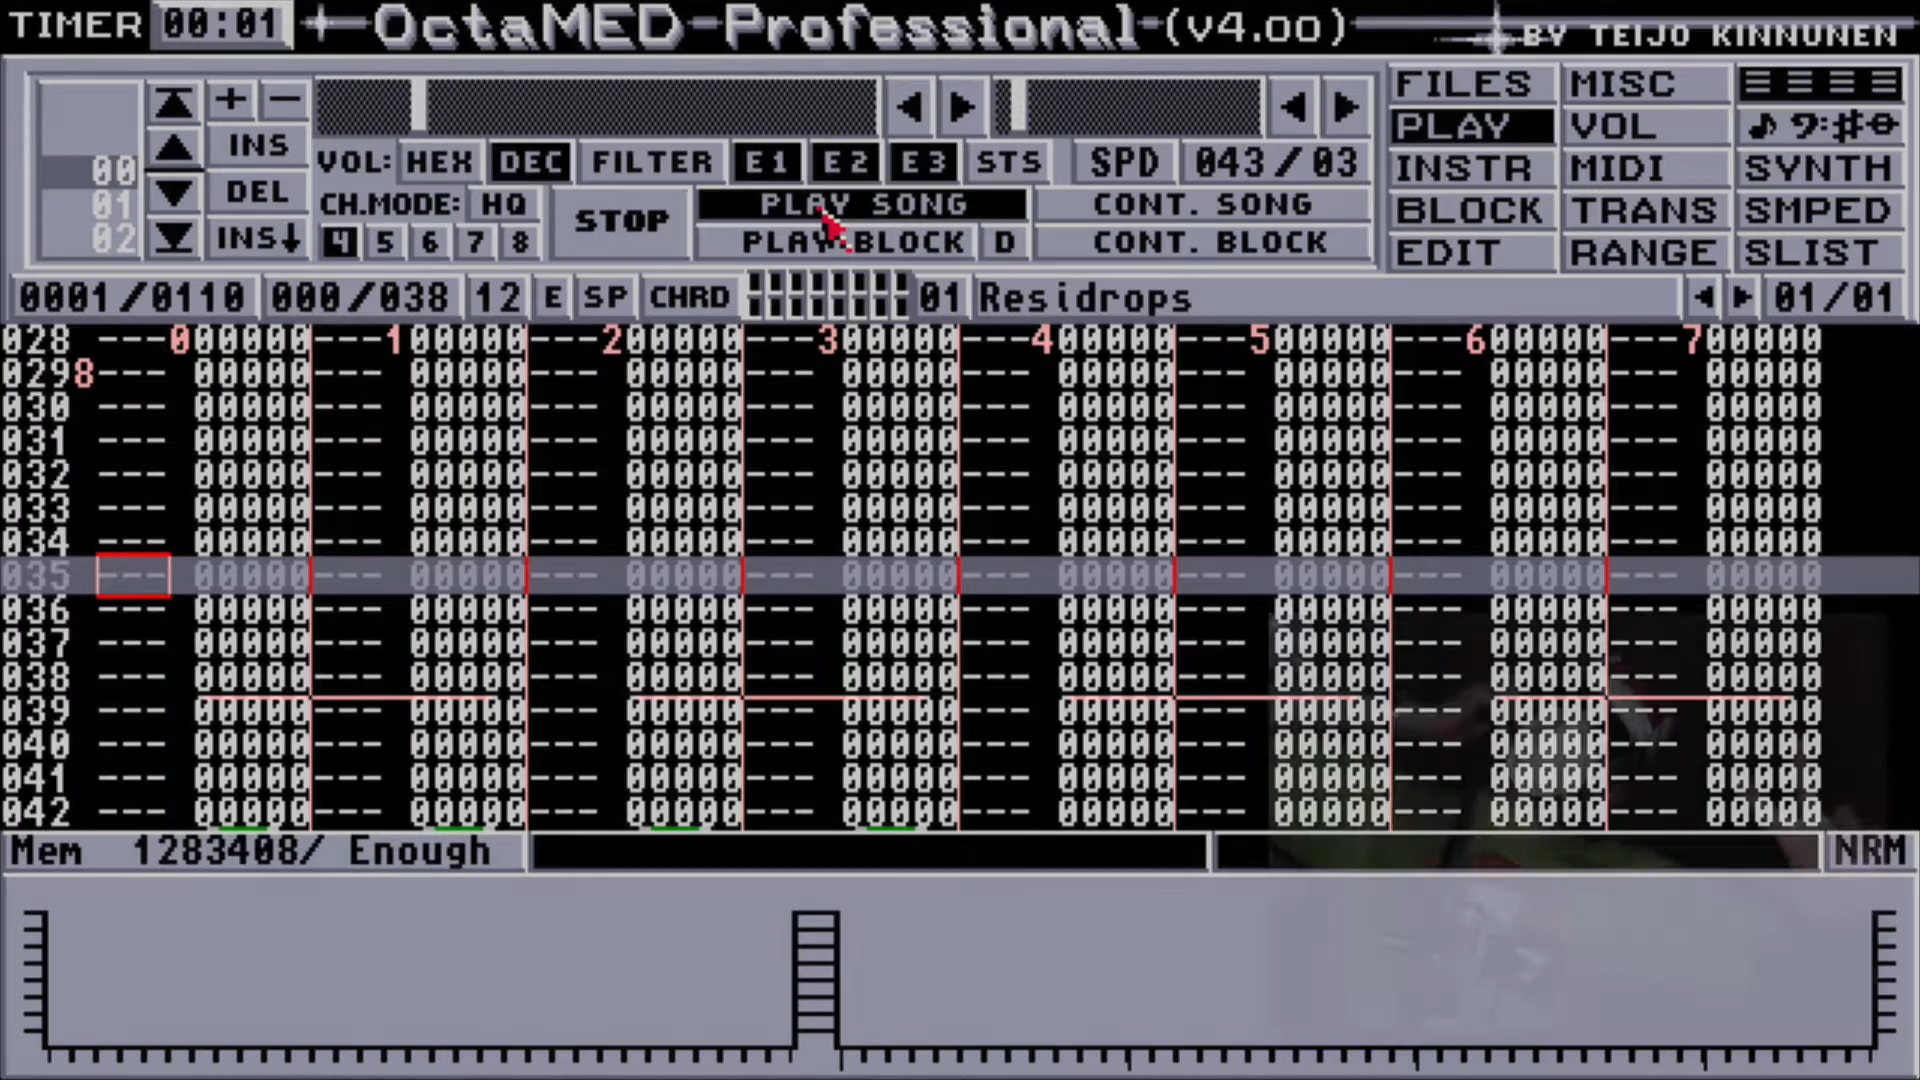 TIMER 00:01 OctaMED-Professional-(v4.oo) BY TEIJO KINNUNEN
+ - FILES MISC
00 INS VOL: HEX DEC FILTER E1 E2 E3 STS SPD 043/03 PLAY VOL
01 DEL CH.MODE: HQ STOP PLAY SONG CONT. SONG INSTR MIDI SYNTH
02 INS↓ 4 5 6 7 8 PLAY BLOCK D CONT. BLOCK BLOCK TRANS SMPED
EDIT RANGE SLIST
0001/0110 000/038 12 E SP CHRD 01 Residrops 01/01
028 ---0 00000 ---1 00000 ---2 00000 ---3 00000 ---4 00000 ---5 00000 ---6 00000 ---7 00000
029 8 --- 00000 --- 00000 --- 00000 --- 00000 --- 00000 --- 00000 --- 00000 --- 00000
030 --- 00000 --- 00000 --- 00000 --- 00000 --- 00000 --- 00000 --- 00000 --- 00000
031 --- 00000 --- 00000 --- 00000 --- 00000 --- 00000 --- 00000 --- 00000 --- 00000
032 --- 00000 --- 00000 --- 00000 --- 00000 --- 00000 --- 00000 --- 00000 --- 00000
033 --- 00000 --- 00000 --- 00000 --- 00000 --- 00000 --- 00000 --- 00000 --- 00000
034 --- 00000 --- 00000 --- 00000 --- 00000 --- 00000 --- 00000 --- 00000 --- 00000
035 --- 00000 --- 00000 --- 00000 --- 00000 --- 00000 --- 00000 --- 00000 --- 00000
036 --- 00000 --- 00000 --- 00000 --- 00000 --- 00000 --- 00000 --- 00000 --- 00000
037 --- 00000 --- 00000 --- 00000 --- 00000 --- 00000 --- 00000 --- 00000 --- 00000
038 --- 00000 --- 00000 --- 00000 --- 00000 --- 00000 --- 00000 --- 00000 --- 00000
039 --- 00000 --- 00000 --- 00000 --- 00000 --- 00000 --- 00000 --- 00000 --- 00000
040 --- 00000 --- 00000 --- 00000 --- 00000 --- 00000 --- 00000 --- 00000 --- 00000
041 --- 00000 --- 00000 --- 00000 --- 00000 --- 00000 --- 00000 --- 00000 --- 00000
042 --- 00000 --- 00000 --- 00000 --- 00000 --- 00000 --- 00000 --- 00000 --- 00000
Mem 1283408/ Enough NRM